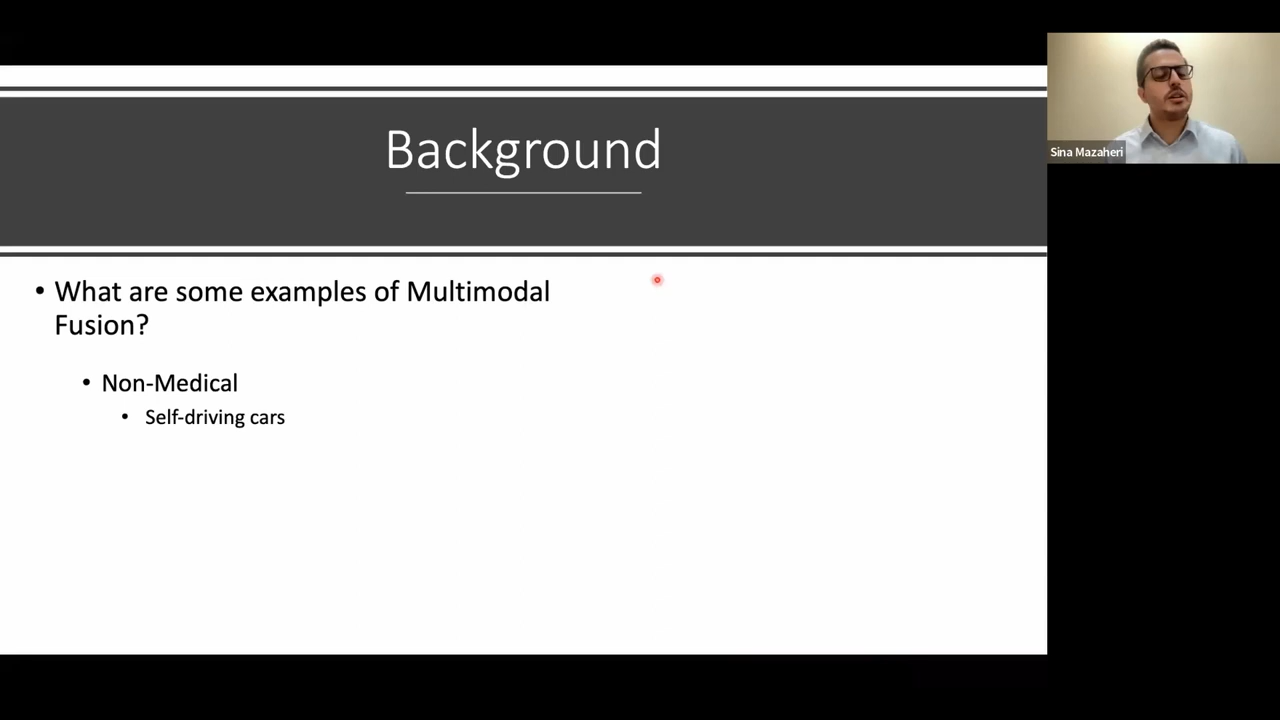 Background
• What are some examples of Multimodal
Fusion?
• Non-Medical
• Self-driving cars
Sina Mazaheri